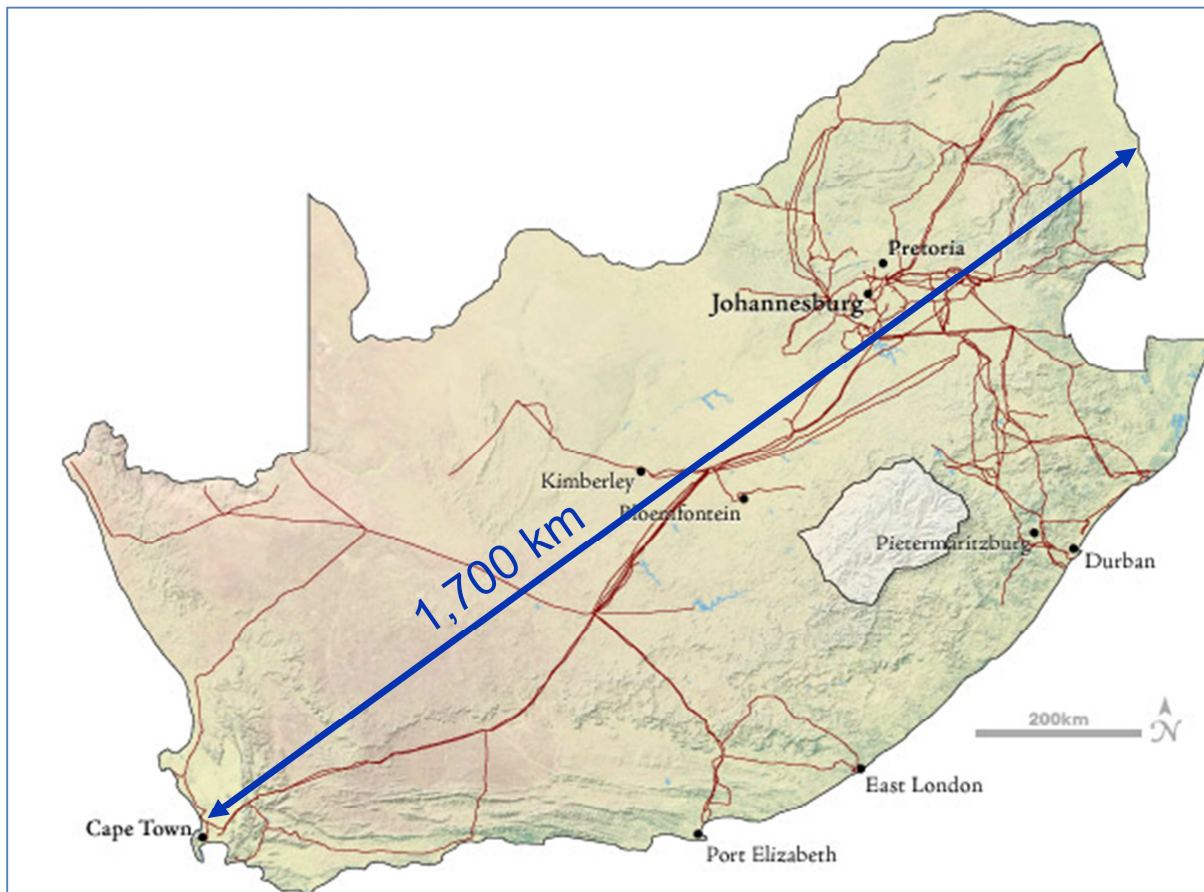 Pretoria
Johannesburg
Kimberley
Bloemfontein
1,700 km
Pietermaritzburg
Durban
200km
N
East London
Cape Town
Port Elizabeth